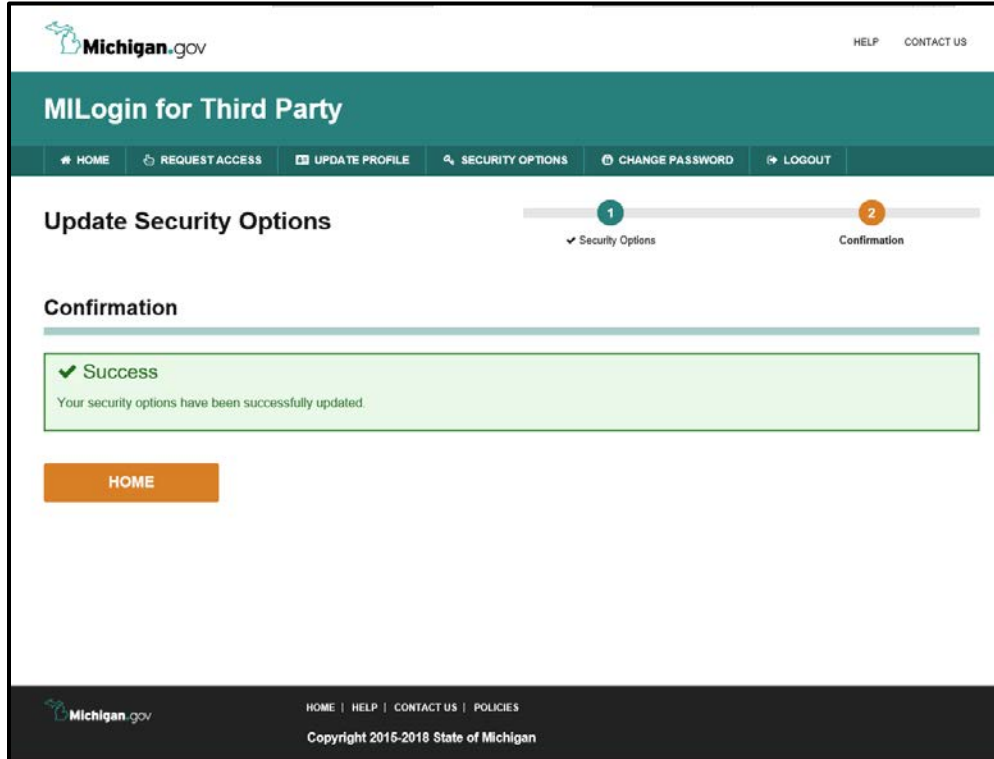 Michigan.gov
HELP CONTACT US
MILogin for Third Party
HOME REQUEST ACCESS UPDATE PROFILE SECURITY OPTIONS CHANGE PASSWORD LOGOUT
Update Security Options
1 2
Security Options Confirmation
Confirmation
Success
Your security options have been successfully updated.
HOME
Michigan.gov
HOME | HELP | CONTACT US | POLICIES
Copyright 2015-2018 State of Michigan